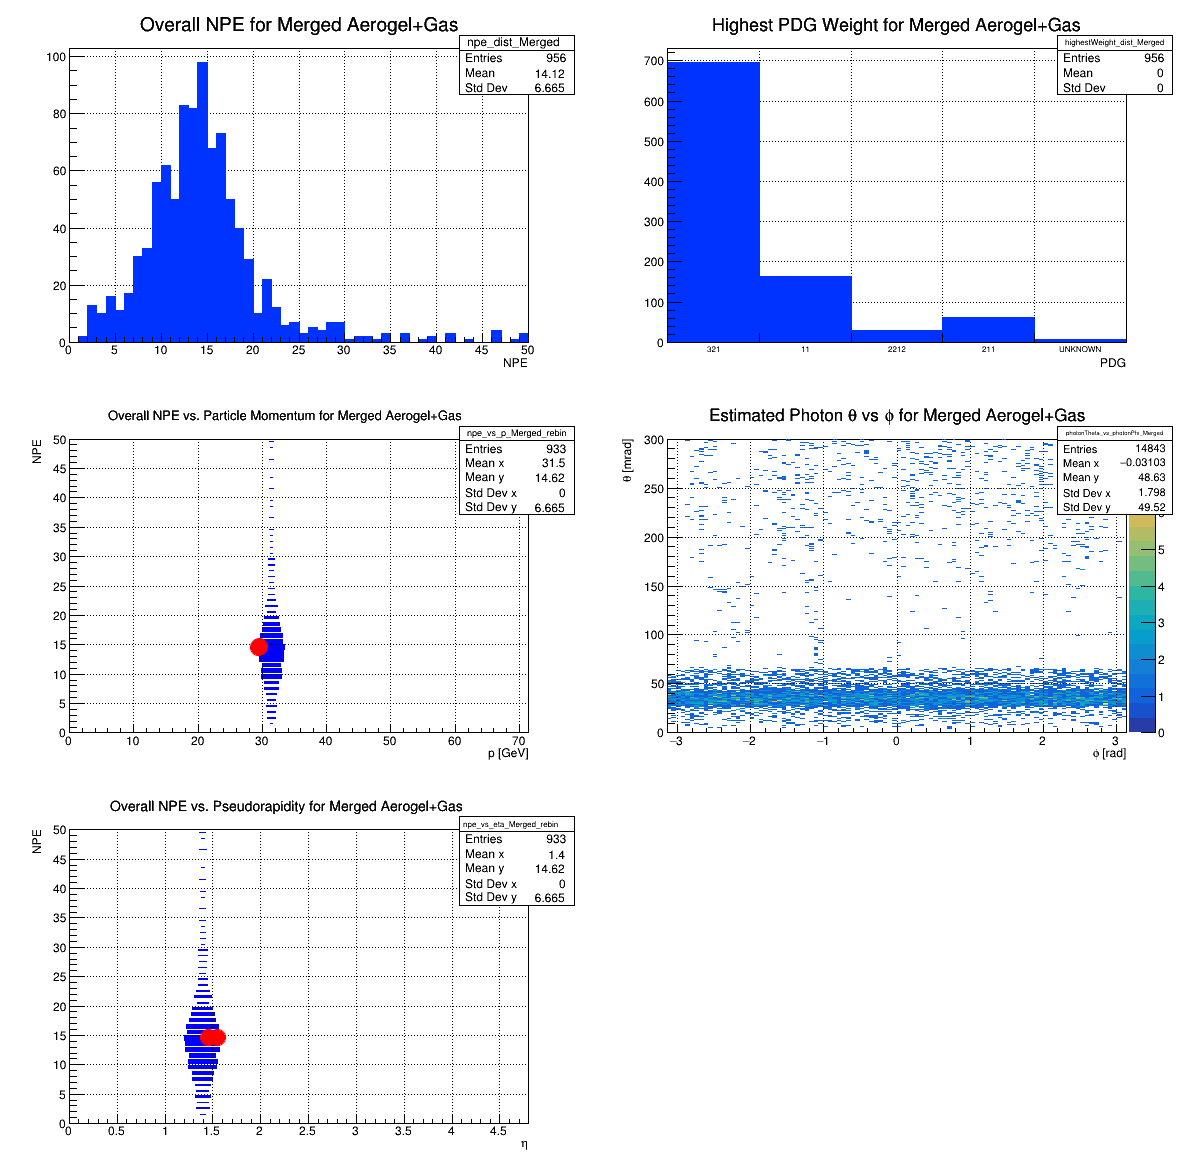 Overall NPE for Merged Aerogel+Gas
npe_dist_Merged
Entries 956
Mean 14.12
Std Dev 6.665
100
80
60
40
20
0
0 5 10 15 20 25 30 35 40 45 50
NPE
Highest PDG Weight for Merged Aerogel+Gas
highestWeight_dist_Merged
Entries 956
Mean 0
Std Dev 0
700
600
500
400
300
200
100
0
321 11 2212 211 UNKNOWN
PDG
Overall NPE vs. Particle Momentum for Merged Aerogel+Gas
npe_vs_p_Merged_rebin
Entries 933
Mean x 31.5
Mean y 14.62
Std Dev x 0
Std Dev y 6.665
NPE
50
45
40
35
30
25
20
15
10
5
0
0 10 20 30 40 50 60 70
p [GeV]
Estimated Photon θ vs ϕ for Merged Aerogel+Gas
photonTheta_vs_photonPhi_Merged
Entries 14843
Mean x −0.03103
Mean y 48.63
Std Dev x 1.798
Std Dev y 49.52
θ [mrad]
300
250
200
150
100
50
0
−3 −2 −1 0 1 2 3
ϕ [rad]
5
4
3
2
1
0
Overall NPE vs. Pseudorapidity for Merged Aerogel+Gas
npe_vs_eta_Merged_rebin
Entries 933
Mean x 1.4
Mean y 14.62
Std Dev x 0
Std Dev y 6.665
NPE
50
45
40
35
30
25
20
15
10
5
0
0 0.5 1 1.5 2 2.5 3 3.5 4 4.5
η